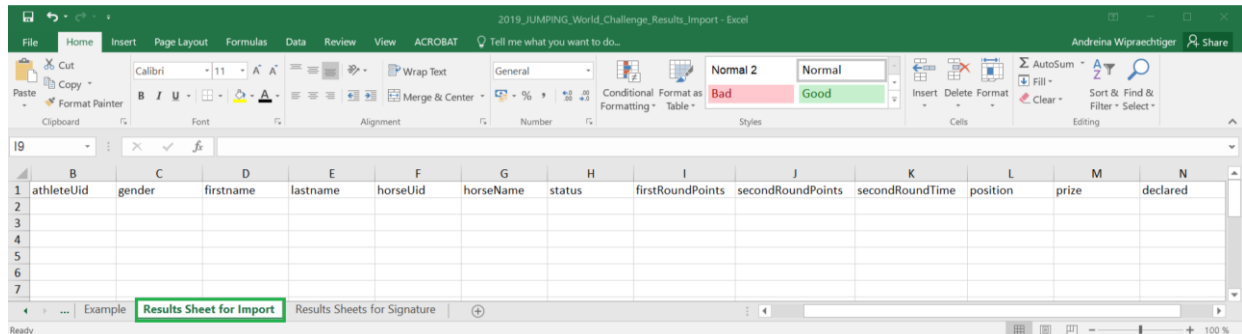 2019_JUMPING_World_Challenge_Results_Import - Excel
File Home Insert Page Layout Formulas Data Review View ACROBAT Tell me what you want to do... Andreina Wipraechtiger Share
Paste
Cut
Copy
Format Painter
Clipboard
Calibri 11 A A
B I U A
Font
Wrap Text
Merge & Center
Alignment
General
%
Number
Conditional Formatting
Format as Table
Normal 2 Normal
Bad Good
Styles
Insert Delete Format
Cells
AutoSum
Fill
Clear
Sort & Filter
Find & Select
Editing
I9 fx
B C D E F G H I J K L M N
1 athleteUid gender firstname lastname horseUid horseName status firstRoundPoints secondRoundPoints secondRoundTime position prize declared
2
3
4
5
6
7
... Example Results Sheet for Import Results Sheets for Signature
Ready 100 %